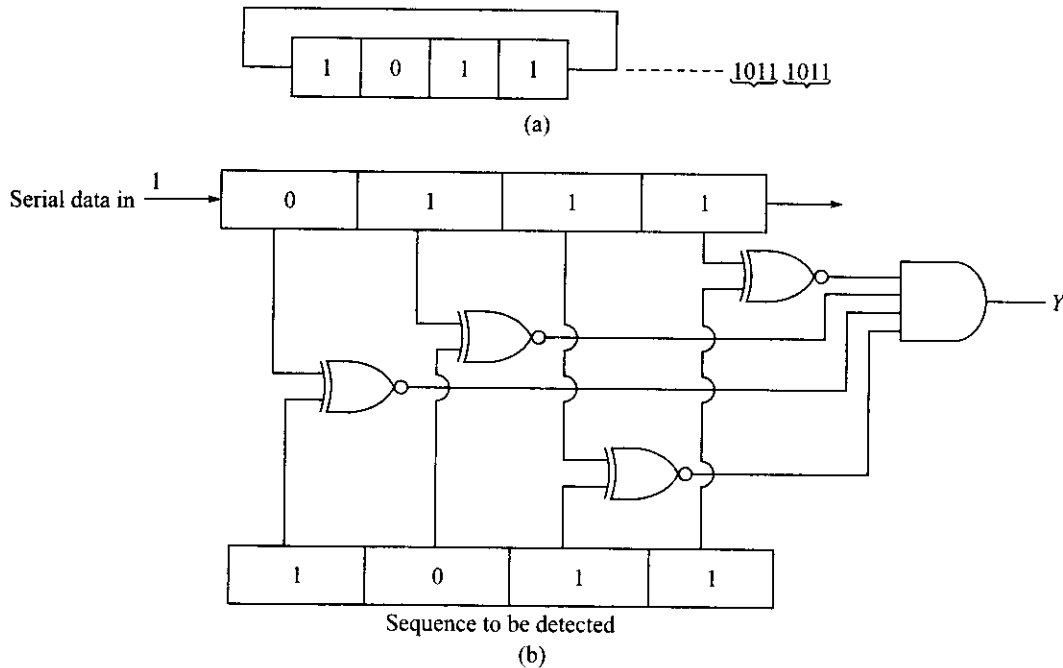 1 0 1 1 1011 1011
(a)
1
Serial data in 0 1 1 1
Y
1 0 1 1
Sequence to be detected
(b)